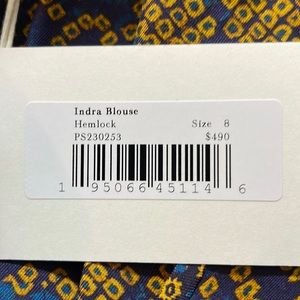 Indra Blouse
Hemlock Size 8
PS230253 $490
1 95066 45114 6